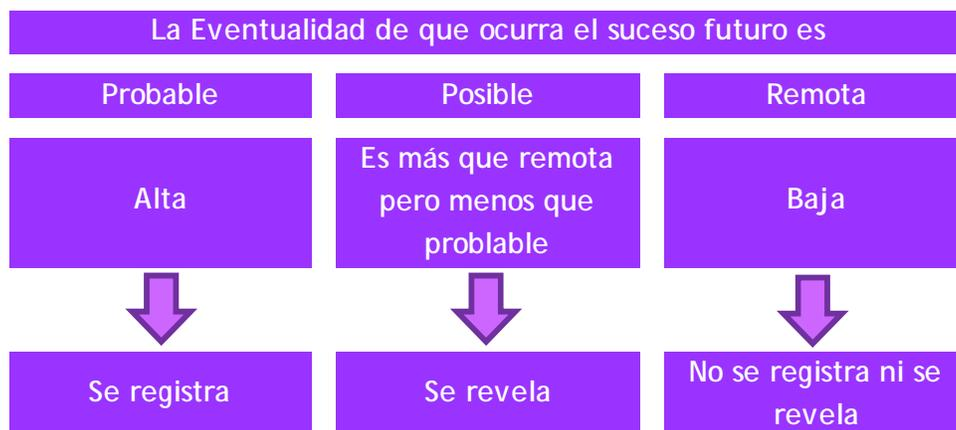 La Eventualidad de que ocurra el suceso futuro es
Probable
Posible
Remota
Alta
Es más que remota
pero menos que
problable
Baja
Se registra
Se revela
No se registra ni se
revela